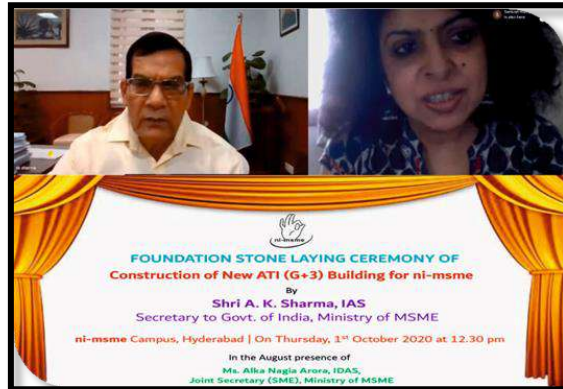 ni-msme
FOUNDATION STONE LAYING CEREMONY OF
Construction of New ATI (G+3) Building for ni-msme
By
Shri A. K. Sharma, IAS
Secretary to Govt. of India, Ministry of MSME
ni-msme Campus, Hyderabad | On Thursday, 1st October 2020 at 12.30 pm
In the August presence of
Ms. Alka Nagia Arora, IDAS,
Joint Secretary (SME), Ministry of MSME